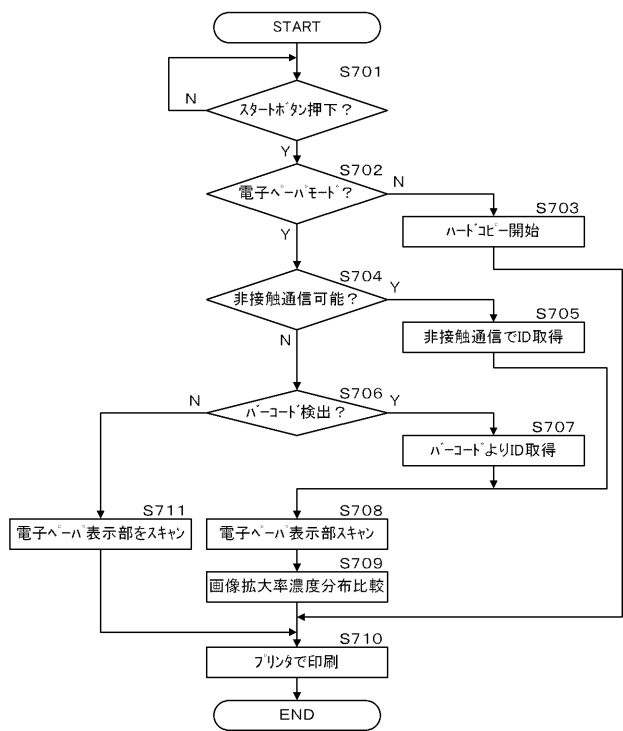 START
S701
N
スタートボタン押下？
Y
S702
電子ペーパモード？
N
Y
S703
ハードコピー開始
S704
非接触通信可能？
Y
N
S705
非接触通信でID取得
S706
N
バーコード検出？
Y
S707
バーコードよりID取得
S711
電子ペーパ表示部をスキャン
S708
電子ペーパ表示部スキャン
S709
画像拡大率濃度分布比較
S710
プリンタで印刷
END